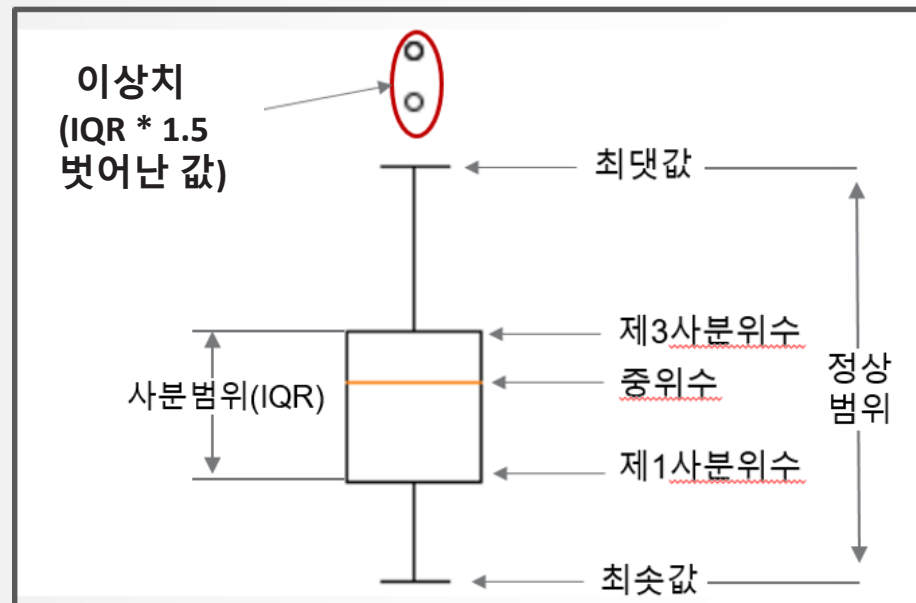 이상치
(IQR * 1.5
벗어난 값)
최댓값
제3사분위수
중위수
사분범위(IQR)
정상
범위
제1사분위수
최솟값